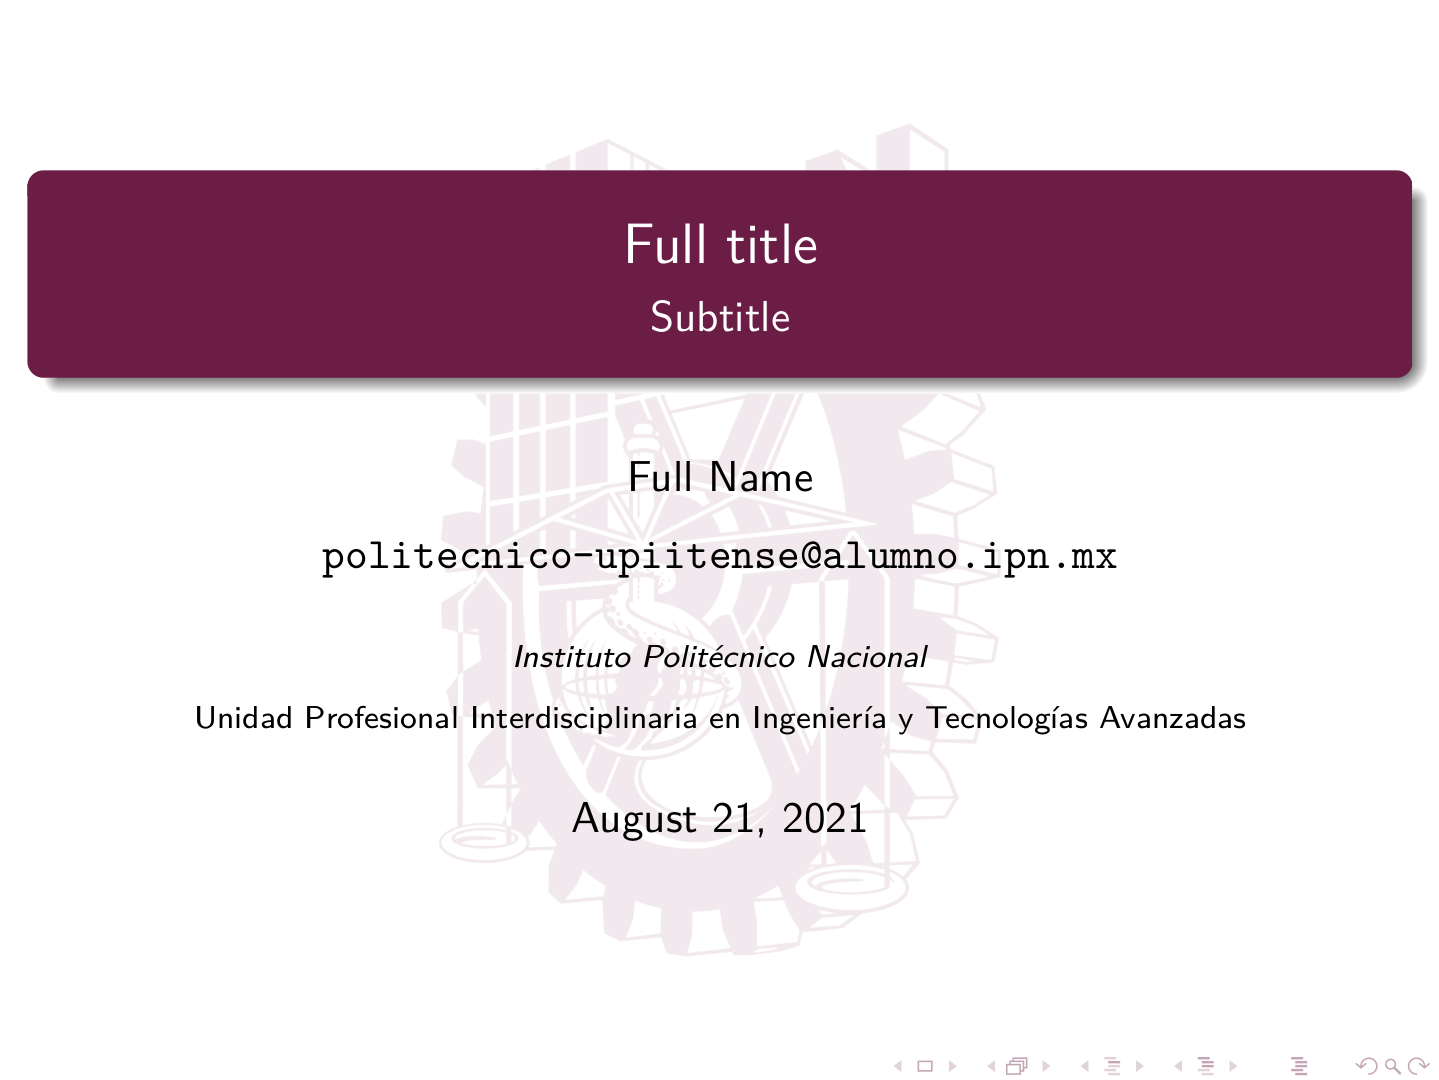 Full title
Subtitle
Full Name
politecnico-upiitense@alumno.ipn.mx
Instituto Politécnico Nacional
Unidad Profesional Interdisciplinaria en Ingeniería y Tecnologías Avanzadas
August 21, 2021